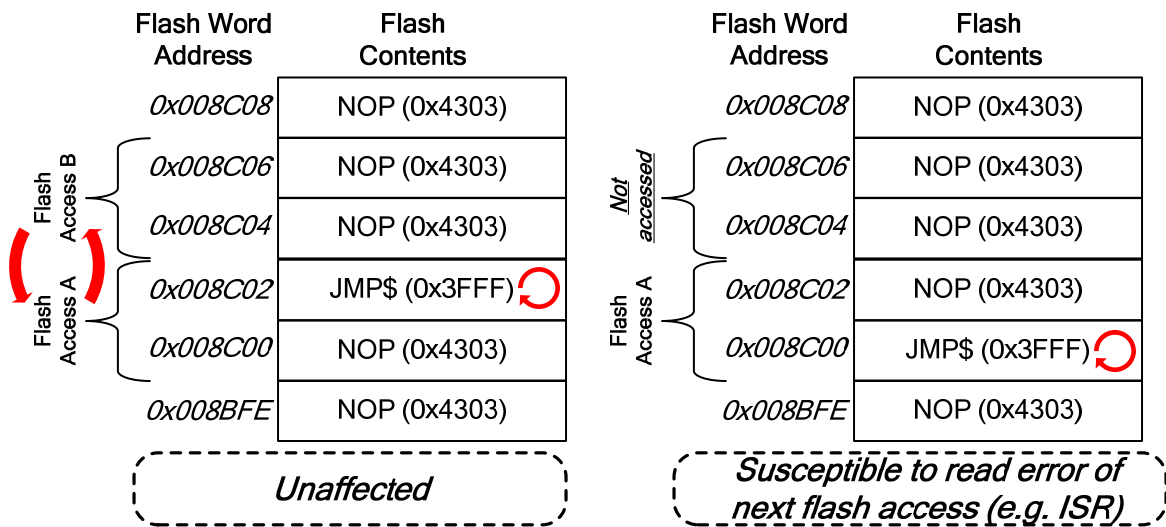 Flash Word
Address
Flash
Contents
0x008C08
NOP (0x4303)
0x008C06
NOP (0x4303)
0x008C04
NOP (0x4303)
0x008C02
JMP$ (0x3FFF)
0x008C00
NOP (0x4303)
0x008BFE
NOP (0x4303)
Flash
Access B
Flash
Access A
Unaffected
Flash Word
Address
Flash
Contents
0x008C08
NOP (0x4303)
0x008C06
NOP (0x4303)
0x008C04
NOP (0x4303)
0x008C02
NOP (0x4303)
0x008C00
JMP$ (0x3FFF)
0x008BFE
NOP (0x4303)
Not
accessed
Flash
Access A
Susceptible to read error of
next flash access (e.g. ISR)